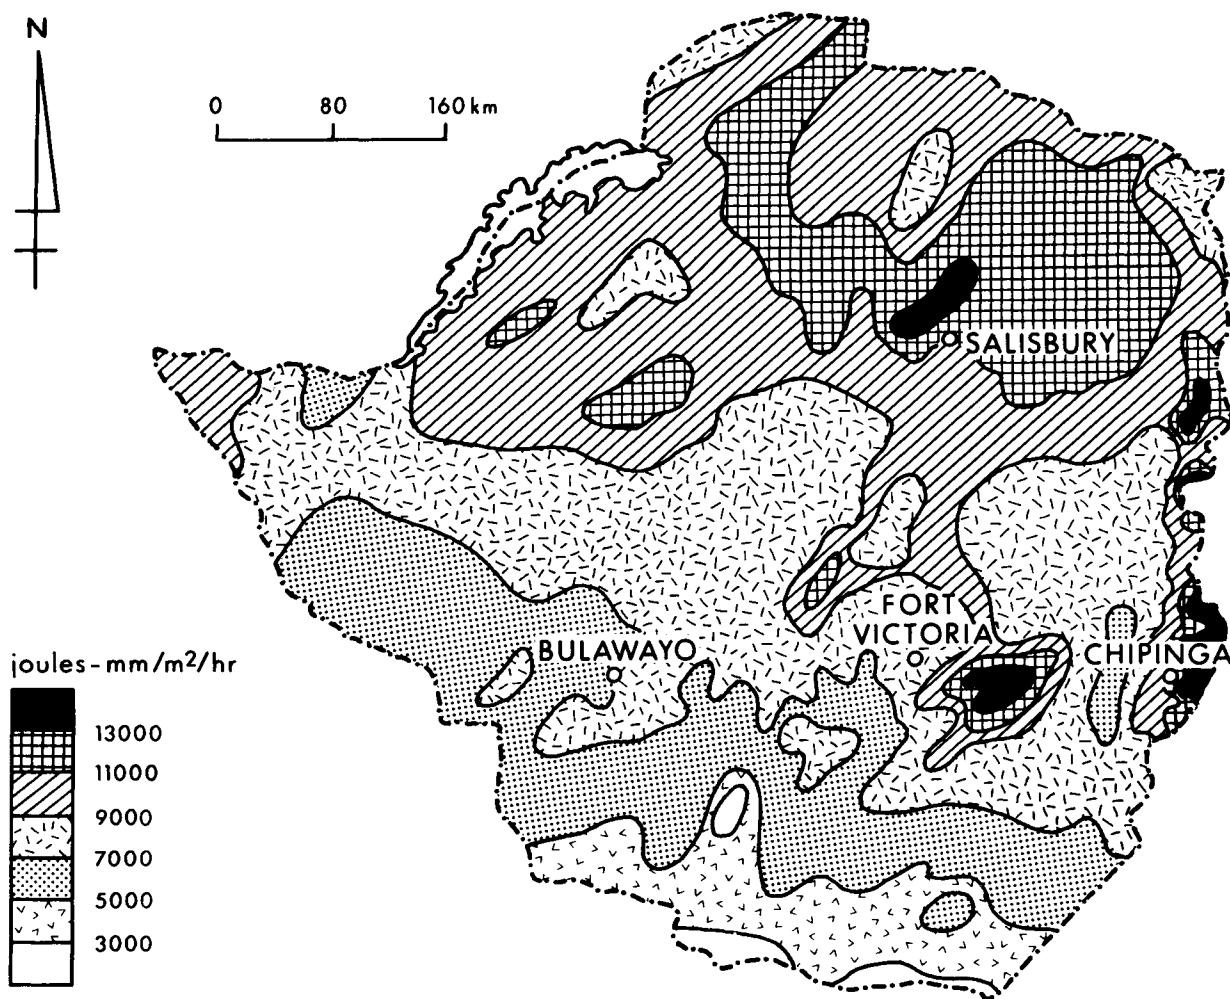 N
0 80 160 km
SALISBURY
FORT
VICTORIA
BULAWAYO
CHIPINGA
joules-mm/m²/hr
13000
11000
9000
7000
5000
3000